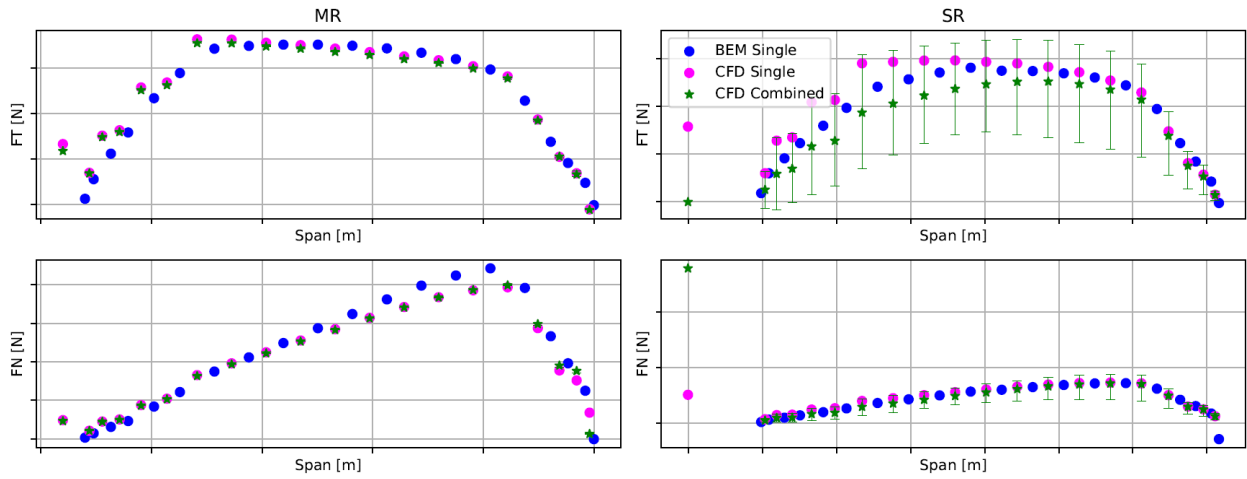 MR
SR
FT [N]
Span [m]
FT [N]
BEM Single
CFD Single
CFD Combined
Span [m]
FN [N]
Span [m]
FN [N]
Span [m]